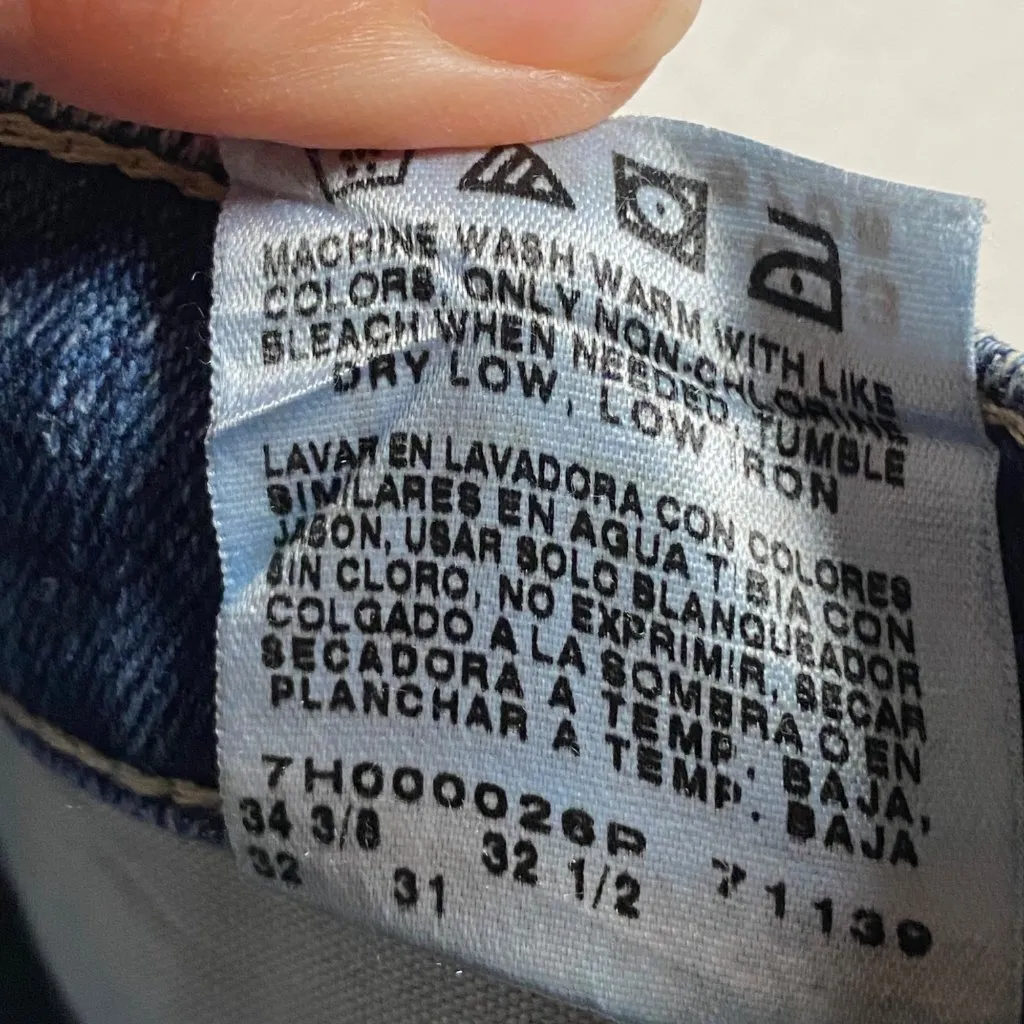 MACHINE WASH WARM WITH LIKE
COLORS, ONLY NON-CHLORINE
BLEACH WHEN NEEDED, TUMBLE
DRY LOW, LOW IRON
LAVAR EN LAVADORA CON COLORES
SIMILARES EN AGUA TIBIA CON
JABON, USAR SOLO BLANQUEADOR
SIN CLORO, NO EXPRIMIR, SECAR
COLGADO A LA SOMBRA O EN
SECADORA A TEMP. BAJA,
PLANCHAR A TEMP. BAJA
7H000026R 71139
34 3/8 32 1/2
32 31